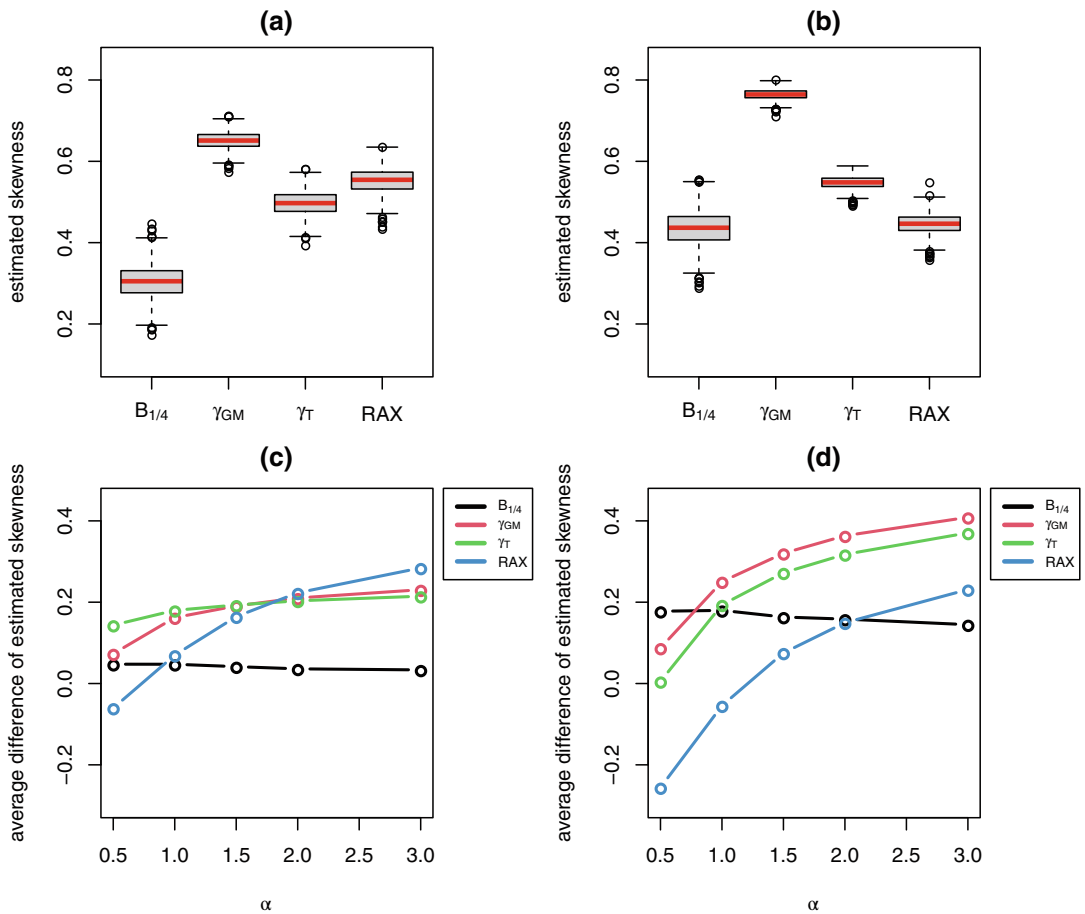 (a)
estimated skewness
0.8
0.6
0.4
0.2
B1/4 γGM γT RAX
(b)
estimated skewness
0.8
0.6
0.4
0.2
B1/4 γGM γT RAX
(c)
average difference of estimated skewness
0.4
0.2
0.0
−0.2
0.5 1.0 1.5 2.0 3.0
α
B1/4
γGM
γT
RAX
(d)
average difference of estimated skewness
0.4
0.2
0.0
−0.2
0.5 1.0 1.5 2.0 3.0
α
B1/4
γGM
γT
RAX